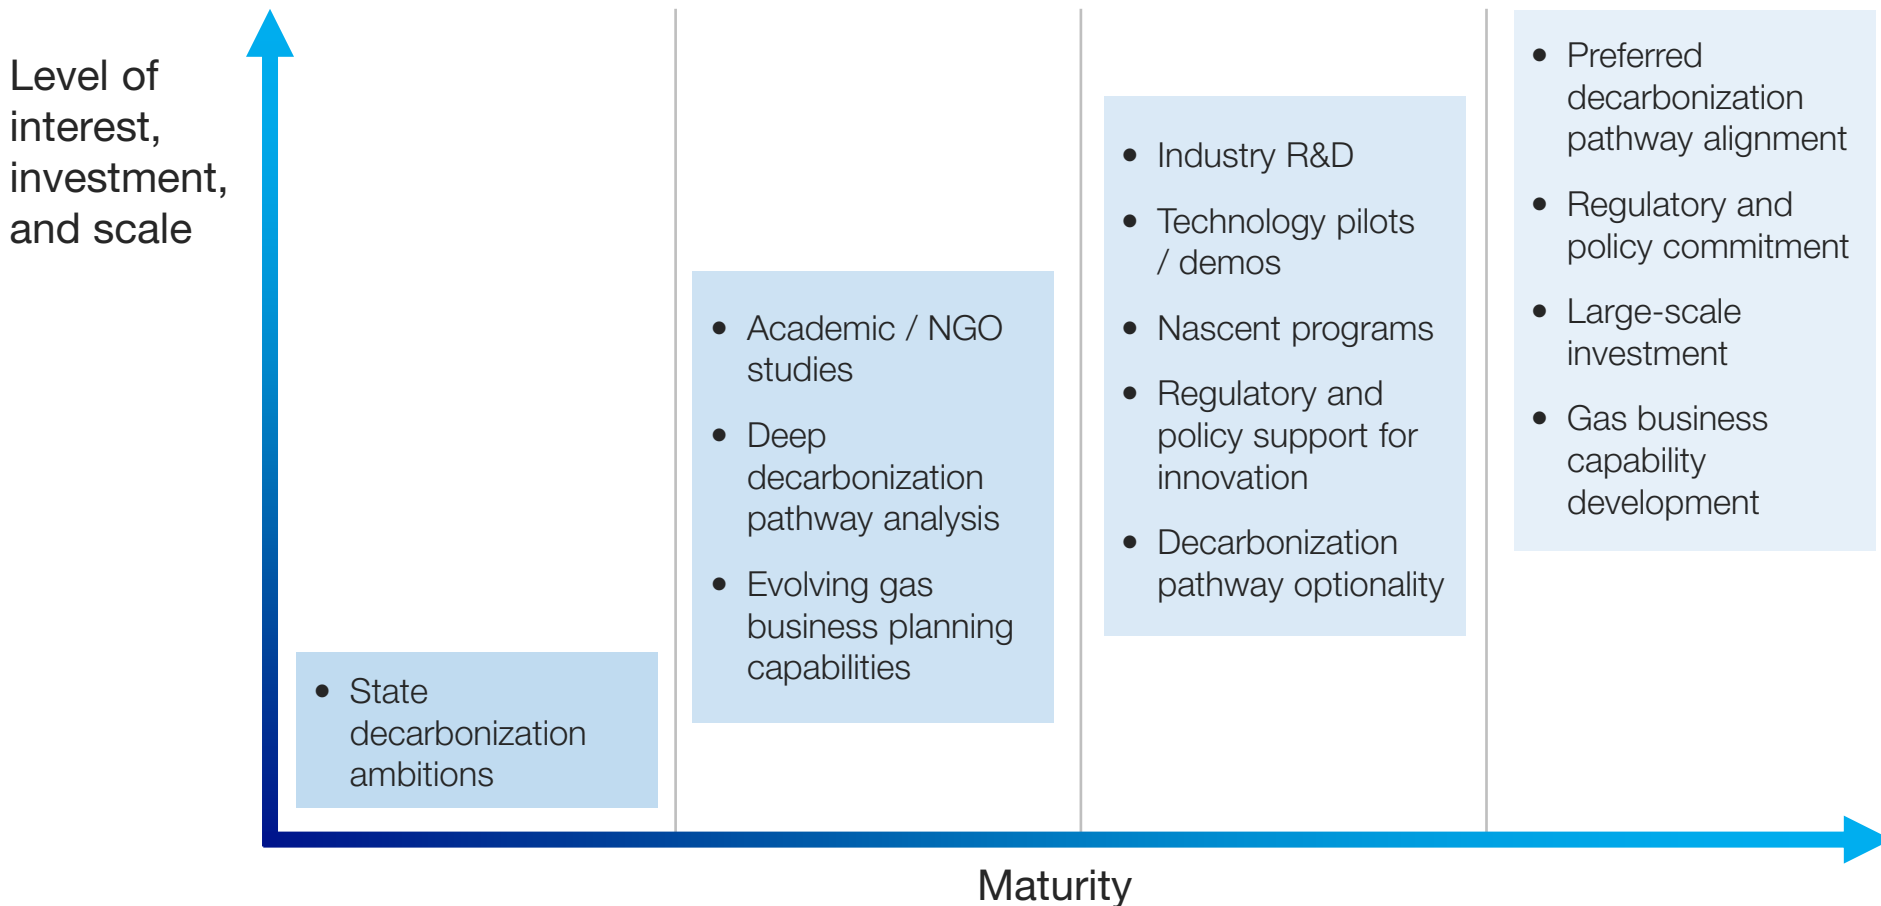 Level of
interest,
investment,
and scale
• State
decarbonization
ambitions
• Academic / NGO
studies
• Deep
decarbonization
pathway analysis
• Evolving gas
business planning
capabilities
• Industry R&D
• Technology pilots
/ demos
• Nascent programs
• Regulatory and
policy support for
innovation
• Decarbonization
pathway optionality
• Preferred
decarbonization
pathway alignment
• Regulatory and
policy commitment
• Large-scale
investment
• Gas business
capability
development
Maturity